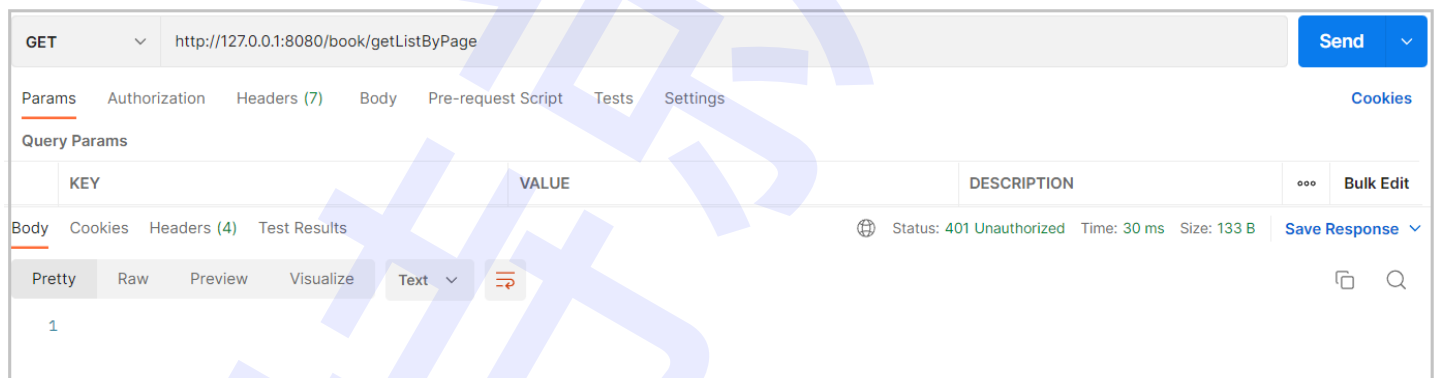 GET http://127.0.0.1:8080/book/getListByPage Send
Params Authorization Headers (7) Body Pre-request Script Tests Settings Cookies
Query Params
KEY VALUE DESCRIPTION ooo Bulk Edit
Body Cookies Headers (4) Test Results Status: 401 Unauthorized Time: 30 ms Size: 133 B Save Response
Pretty Raw Preview Visualize Text
1